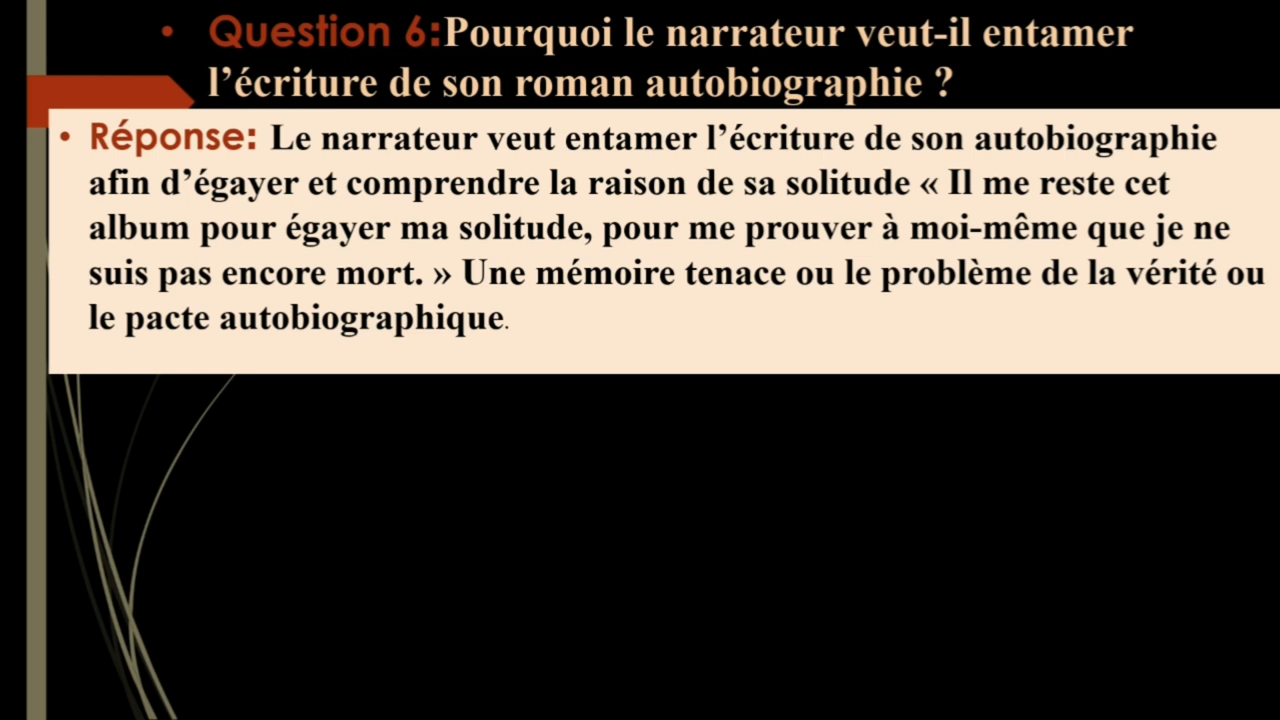 • Question 6:Pourquoi le narrateur veut-il entamer
l’écriture de son roman autobiographie ?
• Réponse: Le narrateur veut entamer l’écriture de son autobiographie
afin d’égayer et comprendre la raison de sa solitude « Il me reste cet
album pour égayer ma solitude, pour me prouver à moi-même que je ne
suis pas encore mort. » Une mémoire tenace ou le problème de la vérité ou
le pacte autobiographique.